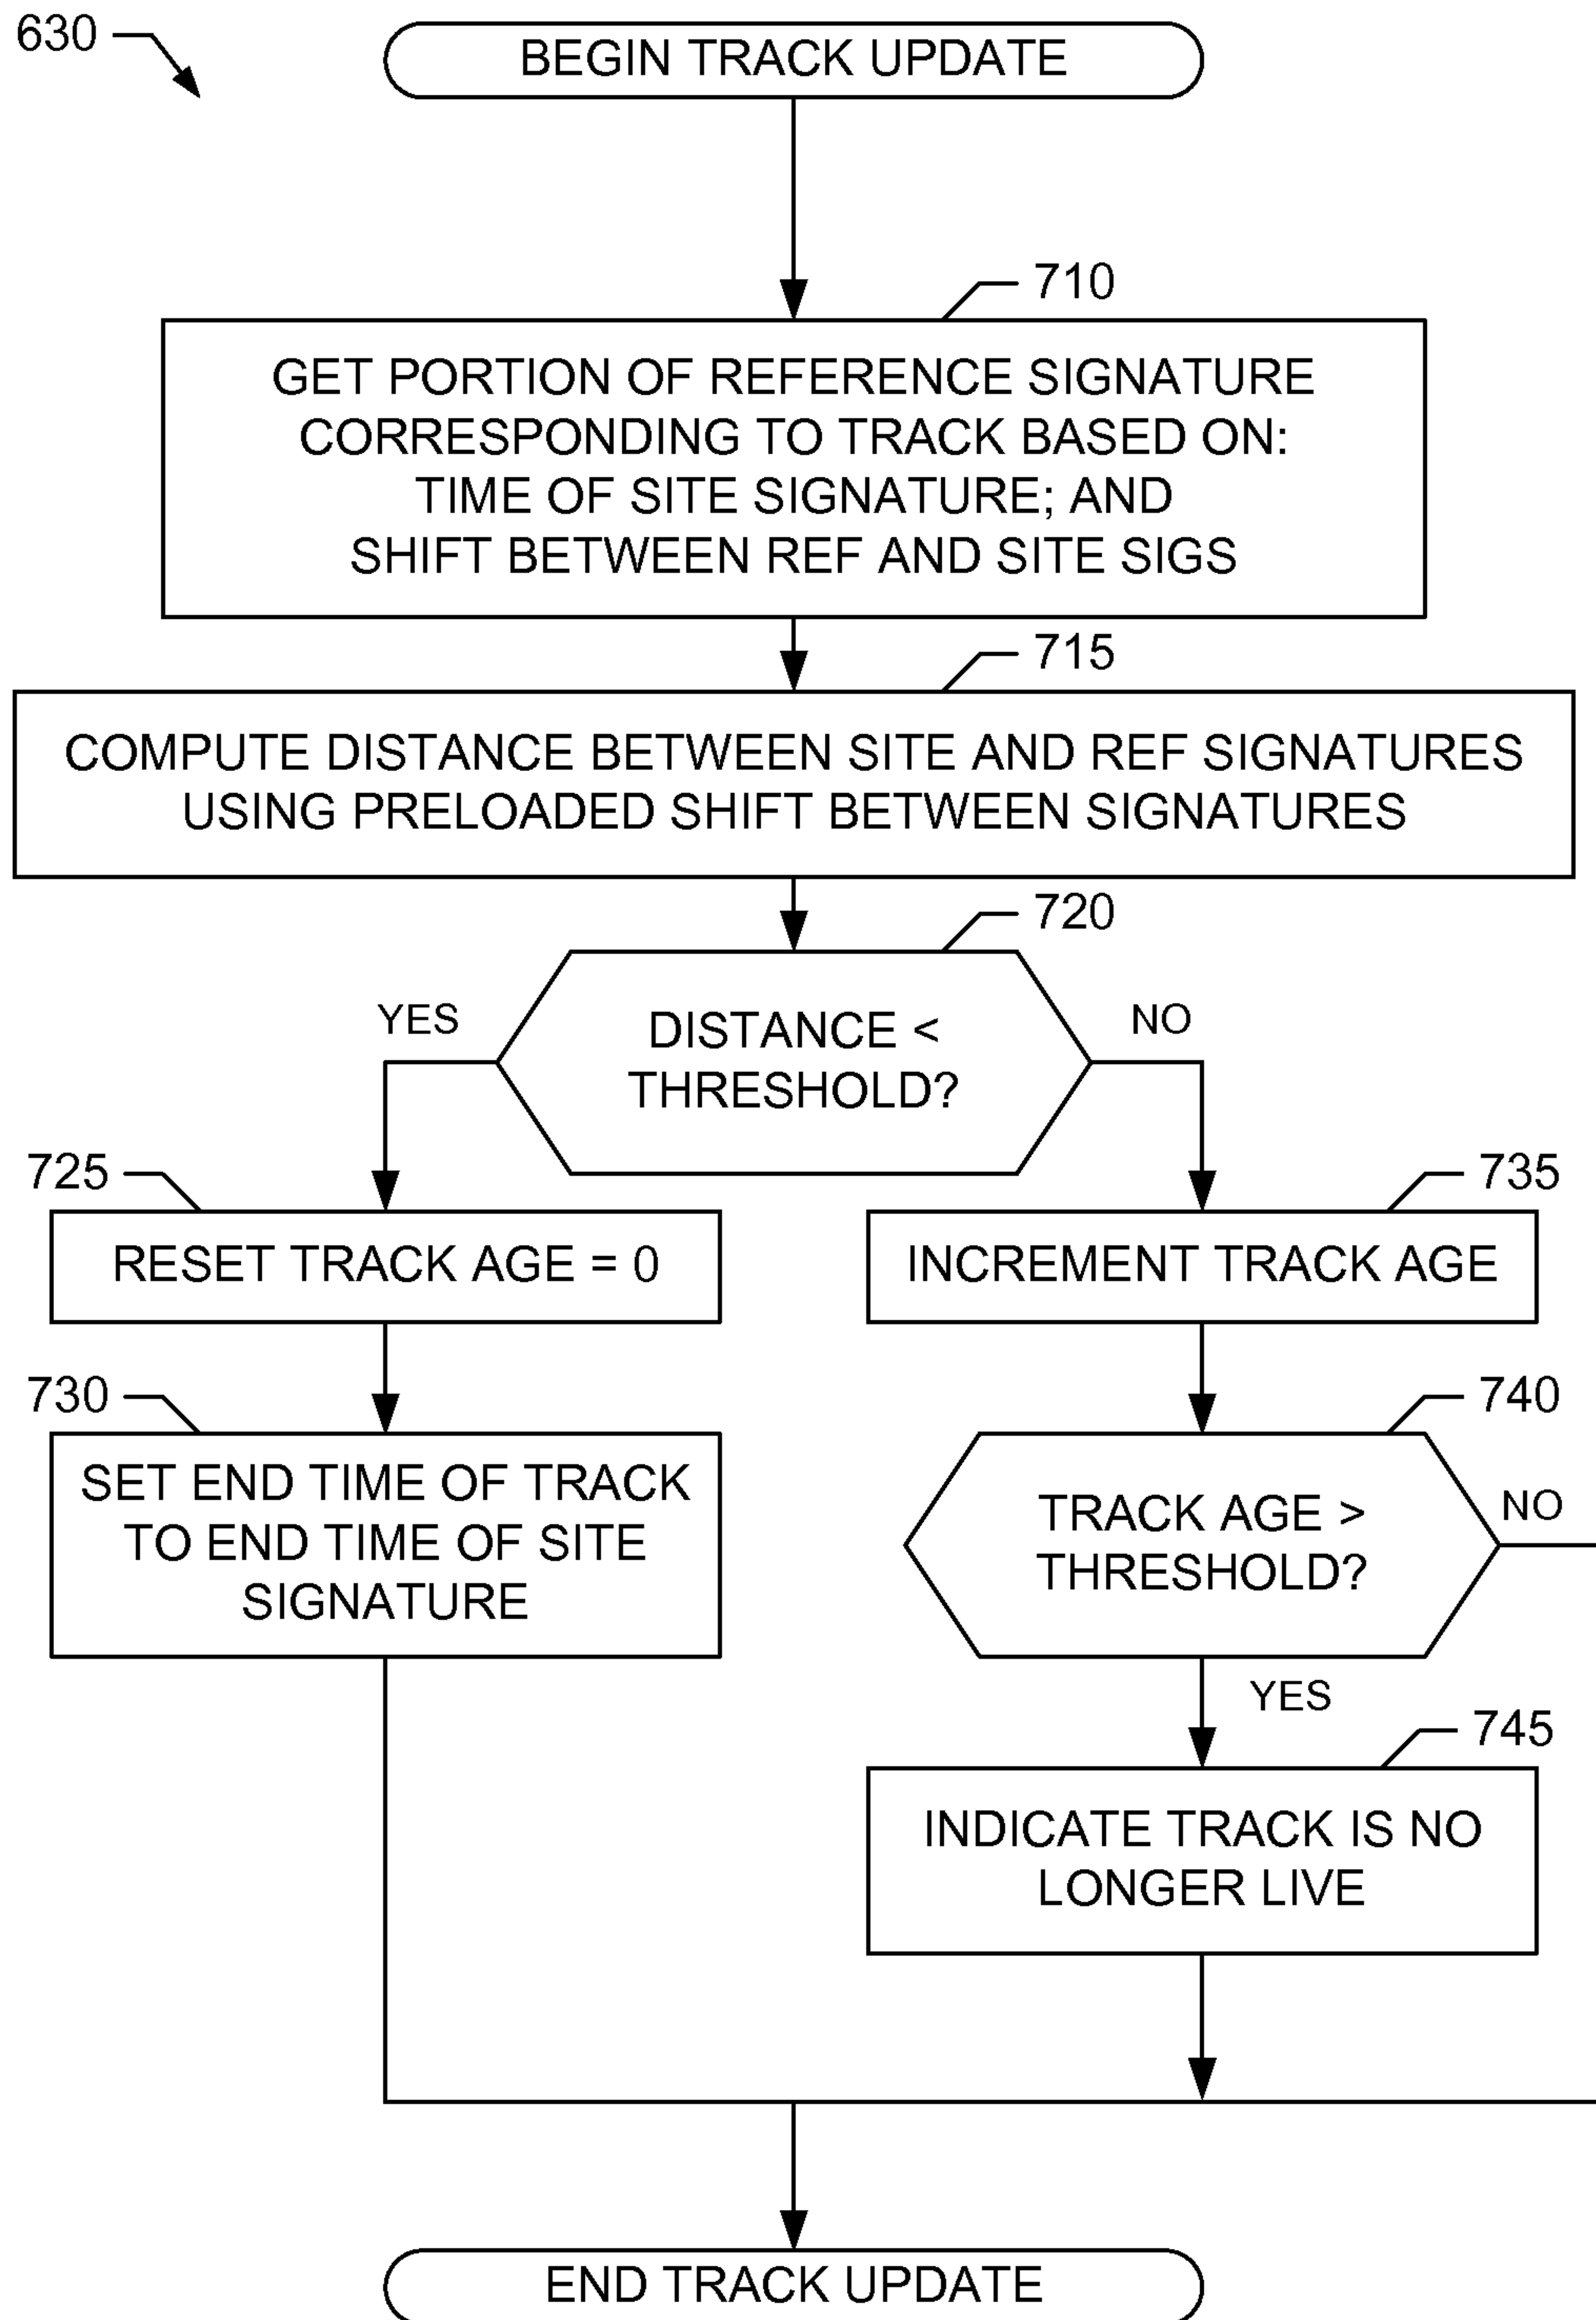 630
BEGIN TRACK UPDATE
710
GET PORTION OF REFERENCE SIGNATURE
CORRESPONDING TO TRACK BASED ON:
TIME OF SITE SIGNATURE; AND
SHIFT BETWEEN REF AND SITE SIGS
715
COMPUTE DISTANCE BETWEEN SITE AND REF SIGNATURES
USING PRELOADED SHIFT BETWEEN SIGNATURES
720
DISTANCE <
THRESHOLD?
YES
NO
725
RESET TRACK AGE = 0
735
INCREMENT TRACK AGE
730
SET END TIME OF TRACK
TO END TIME OF SITE
SIGNATURE
740
TRACK AGE >
THRESHOLD?
NO
YES
745
INDICATE TRACK IS NO
LONGER LIVE
END TRACK UPDATE